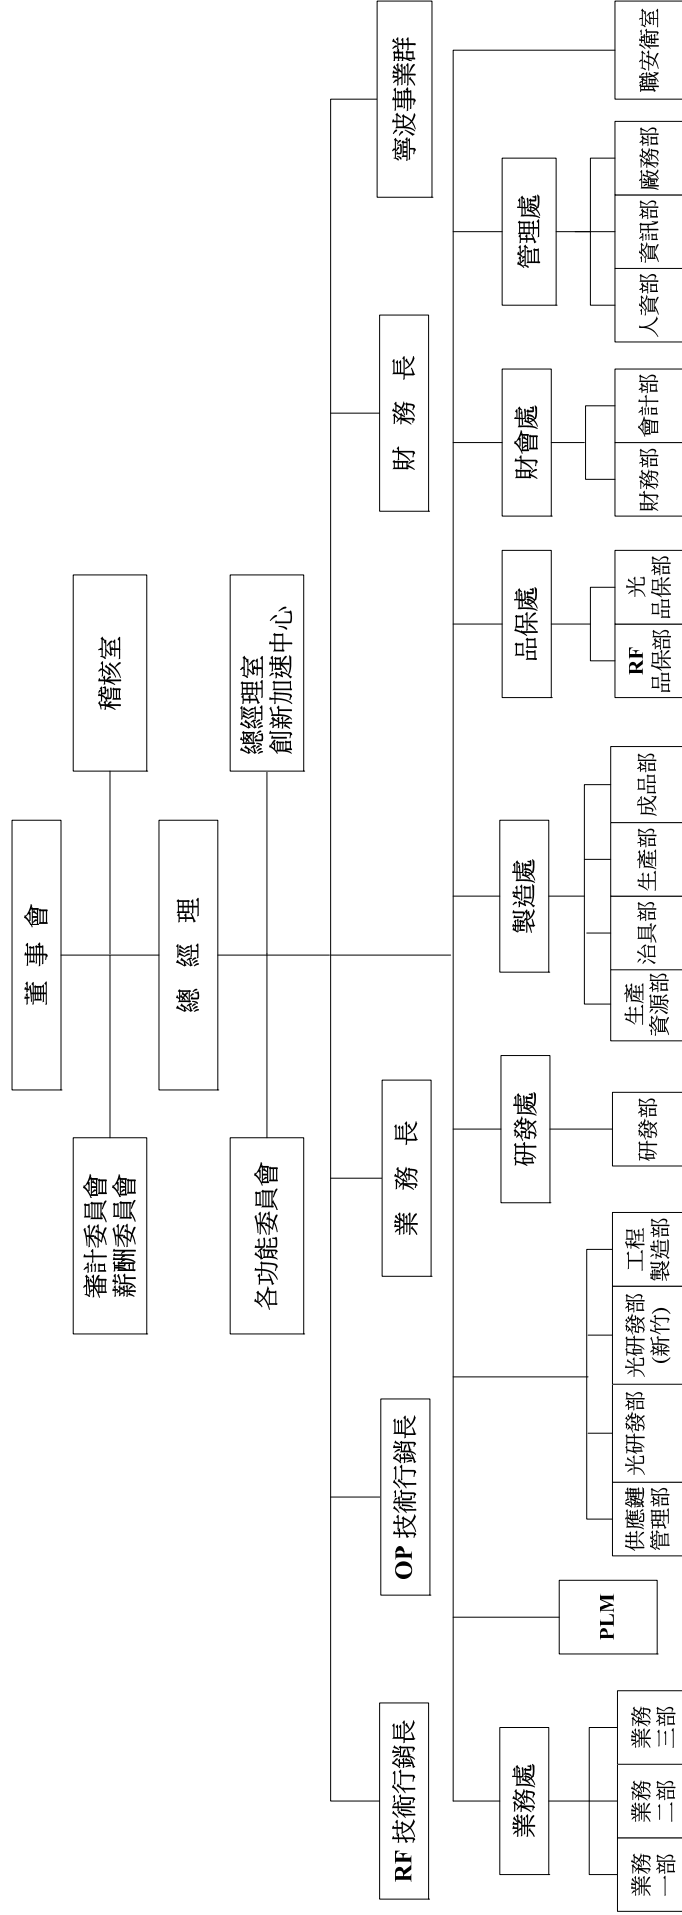 董事會
審計委員會
薪酬委員會
稽核室
總經理
各功能委員會
總經理室
創新加速中心
RF 技術行銷長
OP 技術行銷長
業務長
財務長
寧波事業群
業務處
PLM
研發處
製造處
品保處
財會處
管理處
職安衛室
業務
一部
業務
二部
業務
三部
供應鏈
管理部
光研發部
光研發部
(新竹)
工程
製造部
研發部
生產
資源部
治具部
生產部
成品部
RF
品保部
光
品保部
財務部
會計部
人資部
資訊部
廠務部